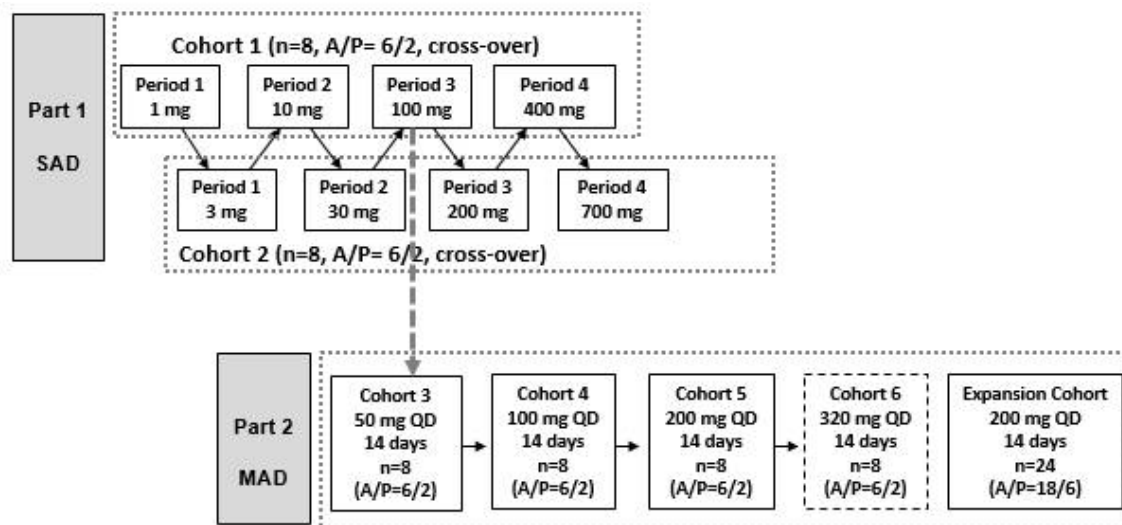 Part 1
SAD
Cohort 1 (n=8, A/P= 6/2, cross-over)
Period 1
1 mg
Period 2
10 mg
Period 3
100 mg
Period 4
400 mg
Period 1
3 mg
Period 2
30 mg
Period 3
200 mg
Period 4
700 mg
Cohort 2 (n=8, A/P= 6/2, cross-over)
Part 2
MAD
Cohort 3
50 mg QD
14 days
n=8
(A/P=6/2)
Cohort 4
100 mg QD
14 days
n=8
(A/P=6/2)
Cohort 5
200 mg QD
14 days
n=8
(A/P=6/2)
Cohort 6
320 mg QD
14 days
n=8
(A/P=6/2)
Expansion Cohort
200 mg QD
14 days
n=24
(A/P=18/6)